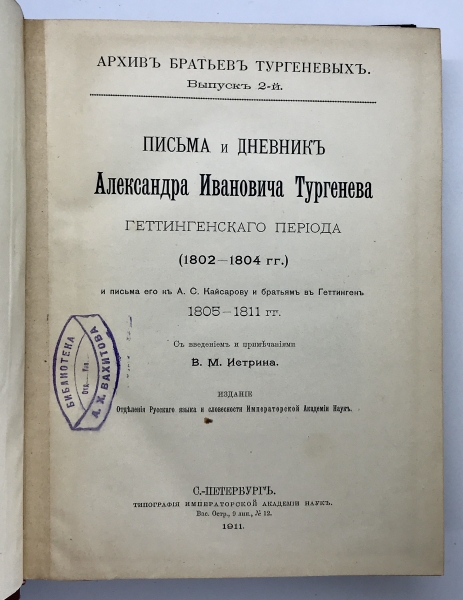 АРХИВЪ БРАТЬЕВЪ ТУРГЕНЕВЫХЪ.
Выпускъ 2-й.
ПИСЬМА и ДНЕВНИКЪ
Александра Ивановича Тургенева
ГЕТТИНГЕНСКАГО ПЕРІОДА
(1802—1804 гг.)
и письма его къ А. С. Кайсарову и братьямъ въ Геттингенъ
1805—1811 гг.
Съ введеніемъ и примѣчаніями
В. М. Истрина.
ИЗДАНІЕ
Отдѣленія Русскаго языка и словесности Императорской Академіи Наукъ.
БИБЛИОТЕКА
Отд.
А. Х. ВАХИТОВА
С.-ПЕТЕРБУРГЪ.
ТИПОГРАФІЯ ИМПЕРАТОРСКОЙ АКАДЕМІИ НАУКЪ.
Вас. Остр., 9 лин., № 12.
1911.